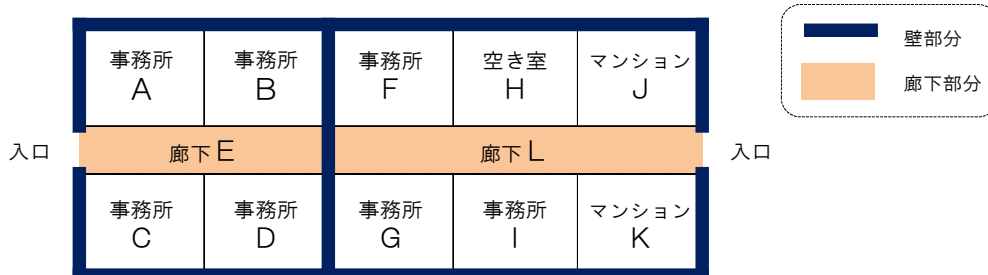 事務所
A
事務所
B
事務所
F
空き室
H
マンション
J
壁部分
廊下部分
入口
廊下E
廊下L
入口
事務所
C
事務所
D
事務所
G
事務所
I
マンション
K